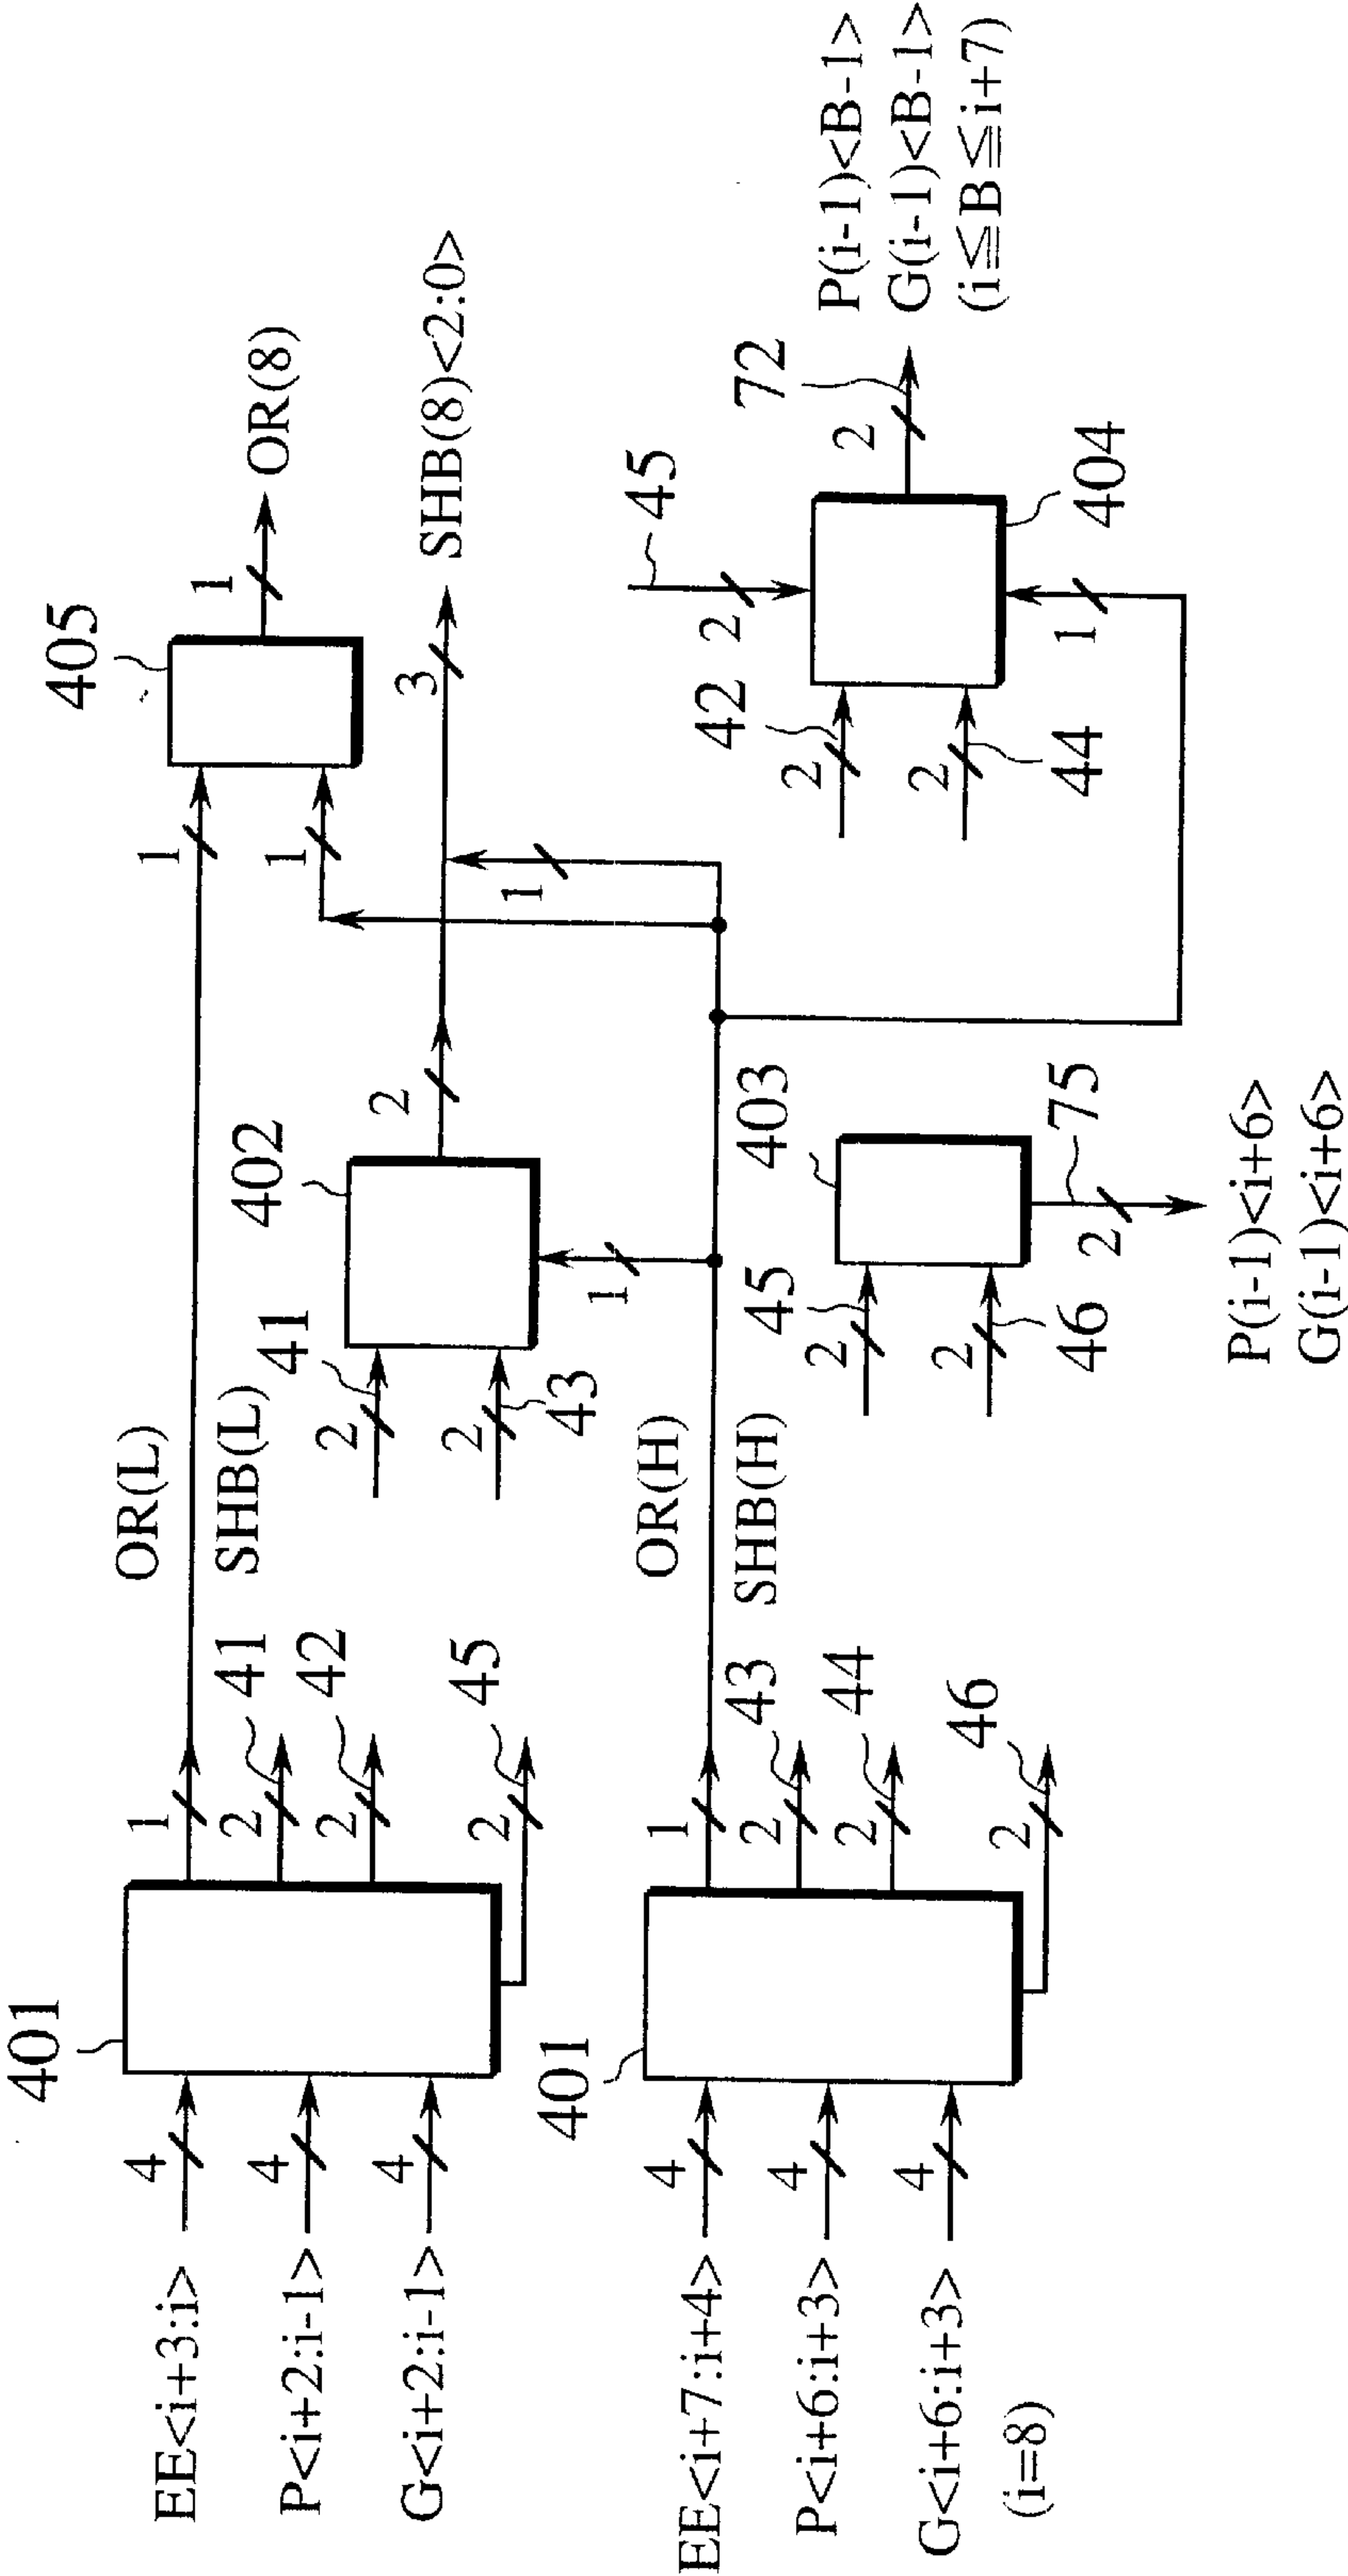 401
EE<i+3:i>
4
P<i+2:i-1>
4
G<i+2:i-1>
4
1
2
41
2
42
2
45
OR(L)
SHB(L)
1
405
1
OR(8)
1
2
41
2
43
402
2
1
3
SHB(8)<2:0>
1
401
EE<i+7:i+4>
4
P<i+6:i+3>
4
G<i+6:i+3>
4
(i=8)
1
2
43
2
44
2
46
OR(H)
SHB(H)
403
2
45
2
46
2
75
P(i-1)<i+6>
G(i-1)<i+6>
2
42
2
44
2
45
1
404
2
72
P(i-1)<B-1>
G(i-1)<B-1>
(i≦B≦i+7)